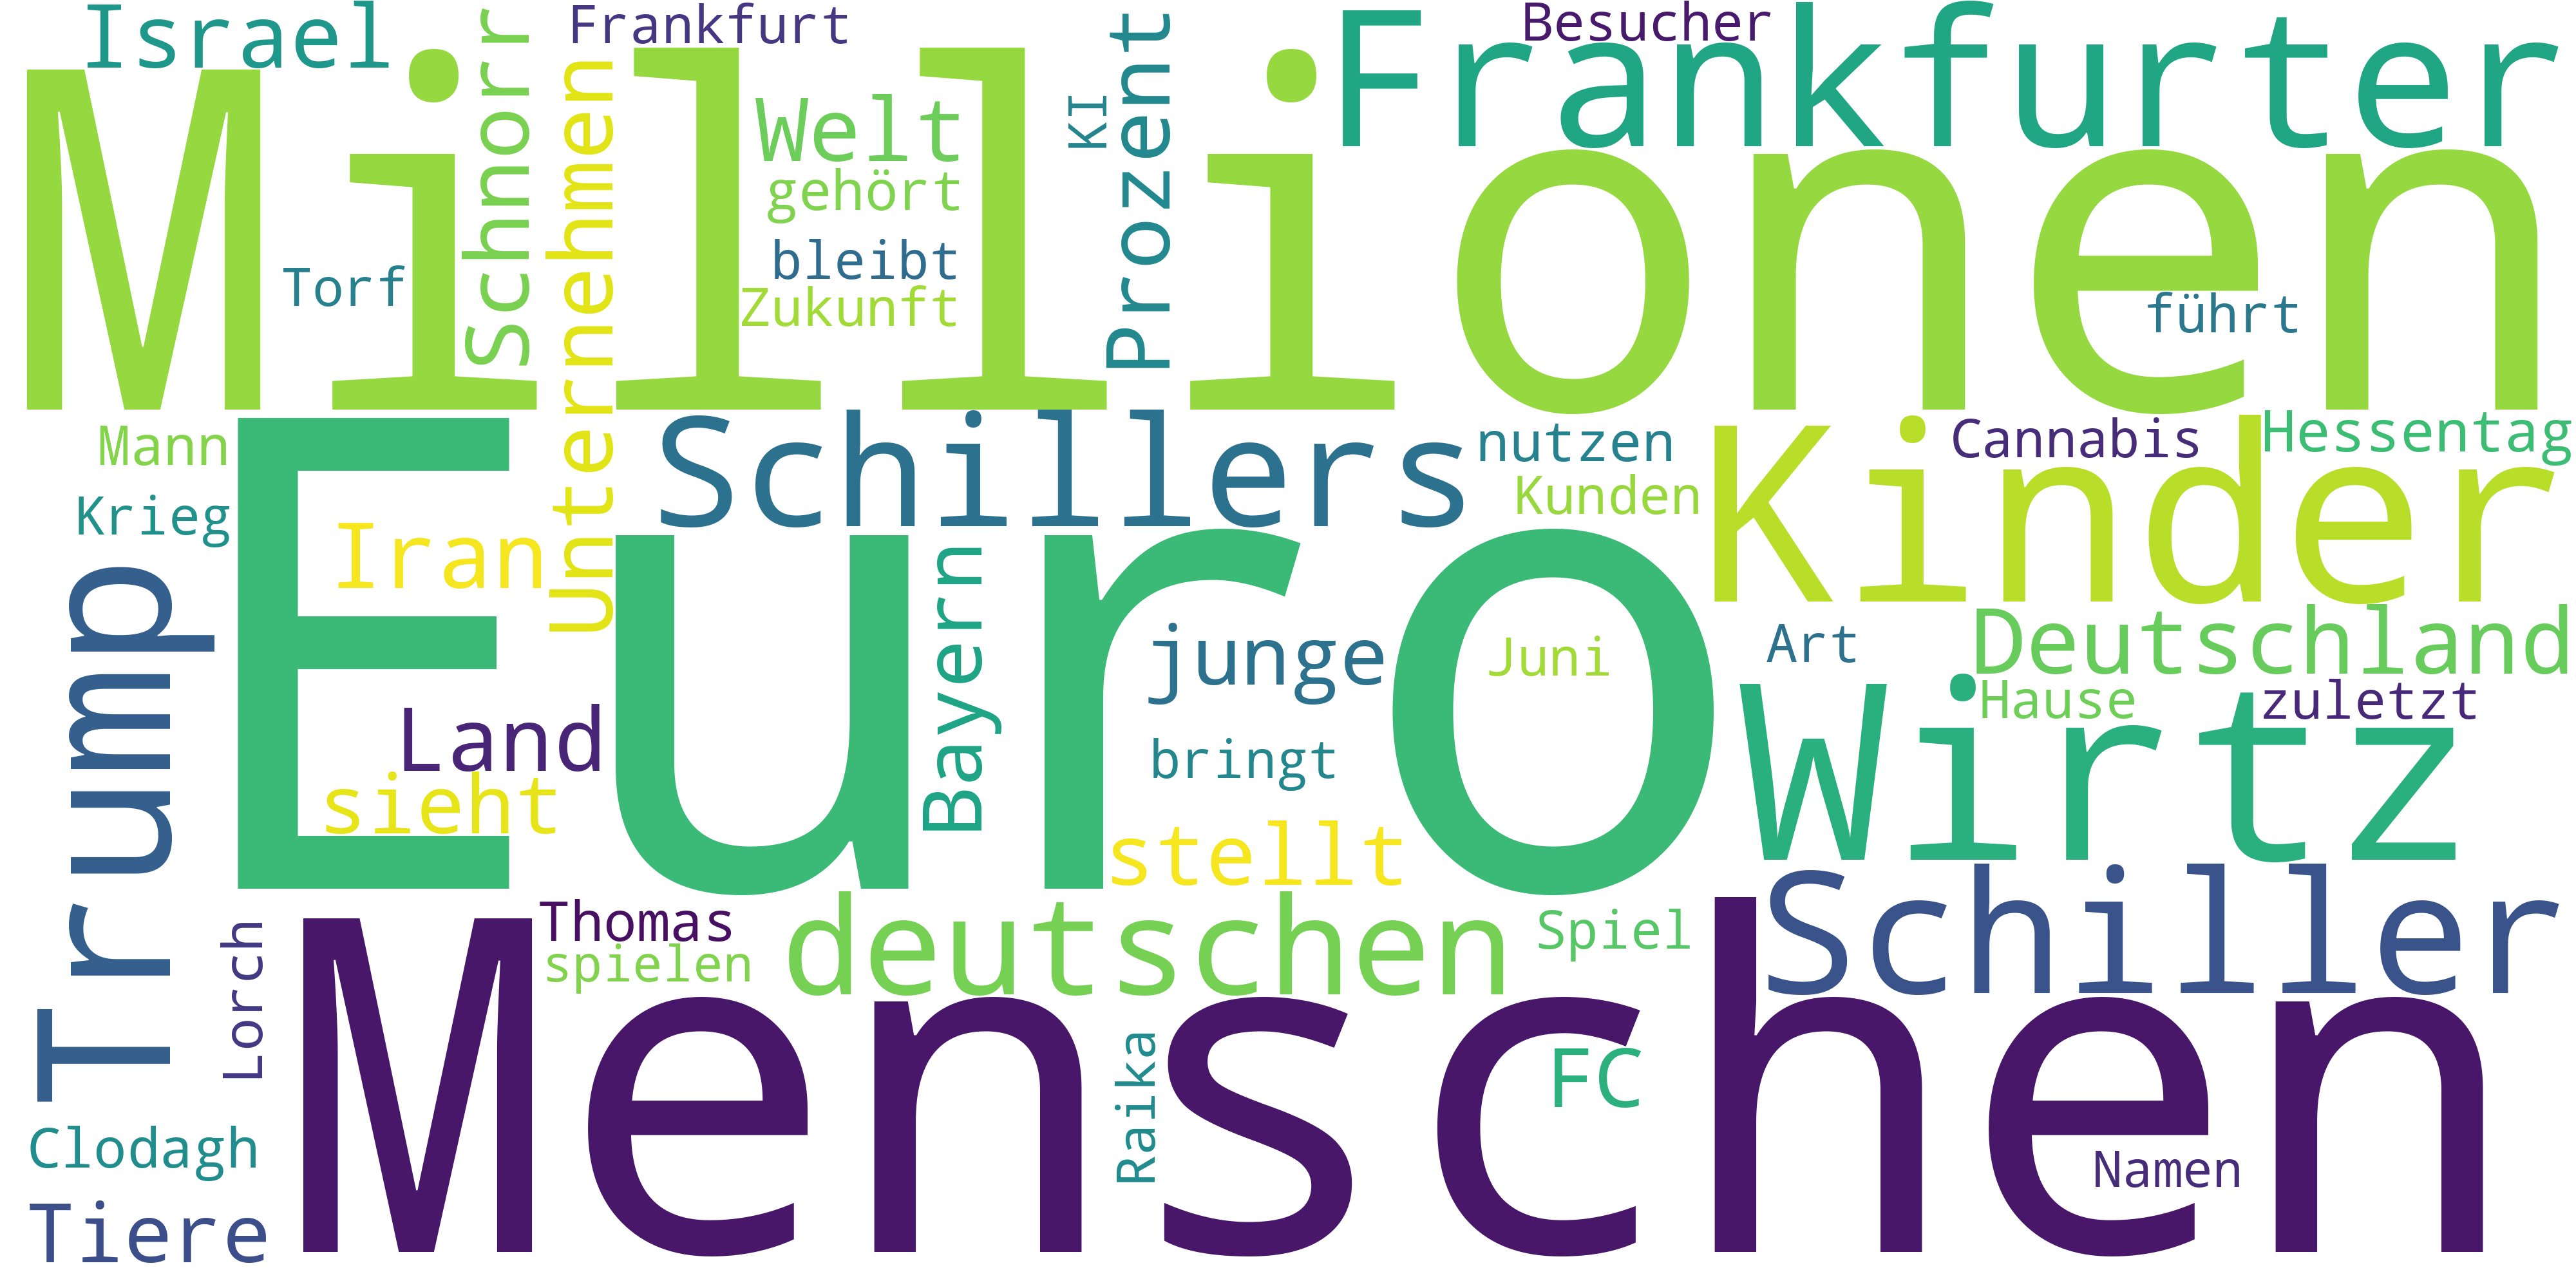 Israel
Frankfurt
Besucher
Frankfurter
Millionen
Schnorr
Unternehmen
Welt
gehört
bleibt
Zukunft
KI
Prozent
Torf
führt
Mann
Krieg
Schillers
nutzen
Kunden
Kinder
Cannabis
Hessentag
Iran
Euro
Trump
Bayern
junge
Juni
Art
Deutschland
Hause
zuletzt
Land
sieht
bringt
Wirtz
stellt
Schiller
Thomas
spielen
deutschen
Spiel
Lorch
Menschen
Raika
FC
Clodagh
Namen
Tiere